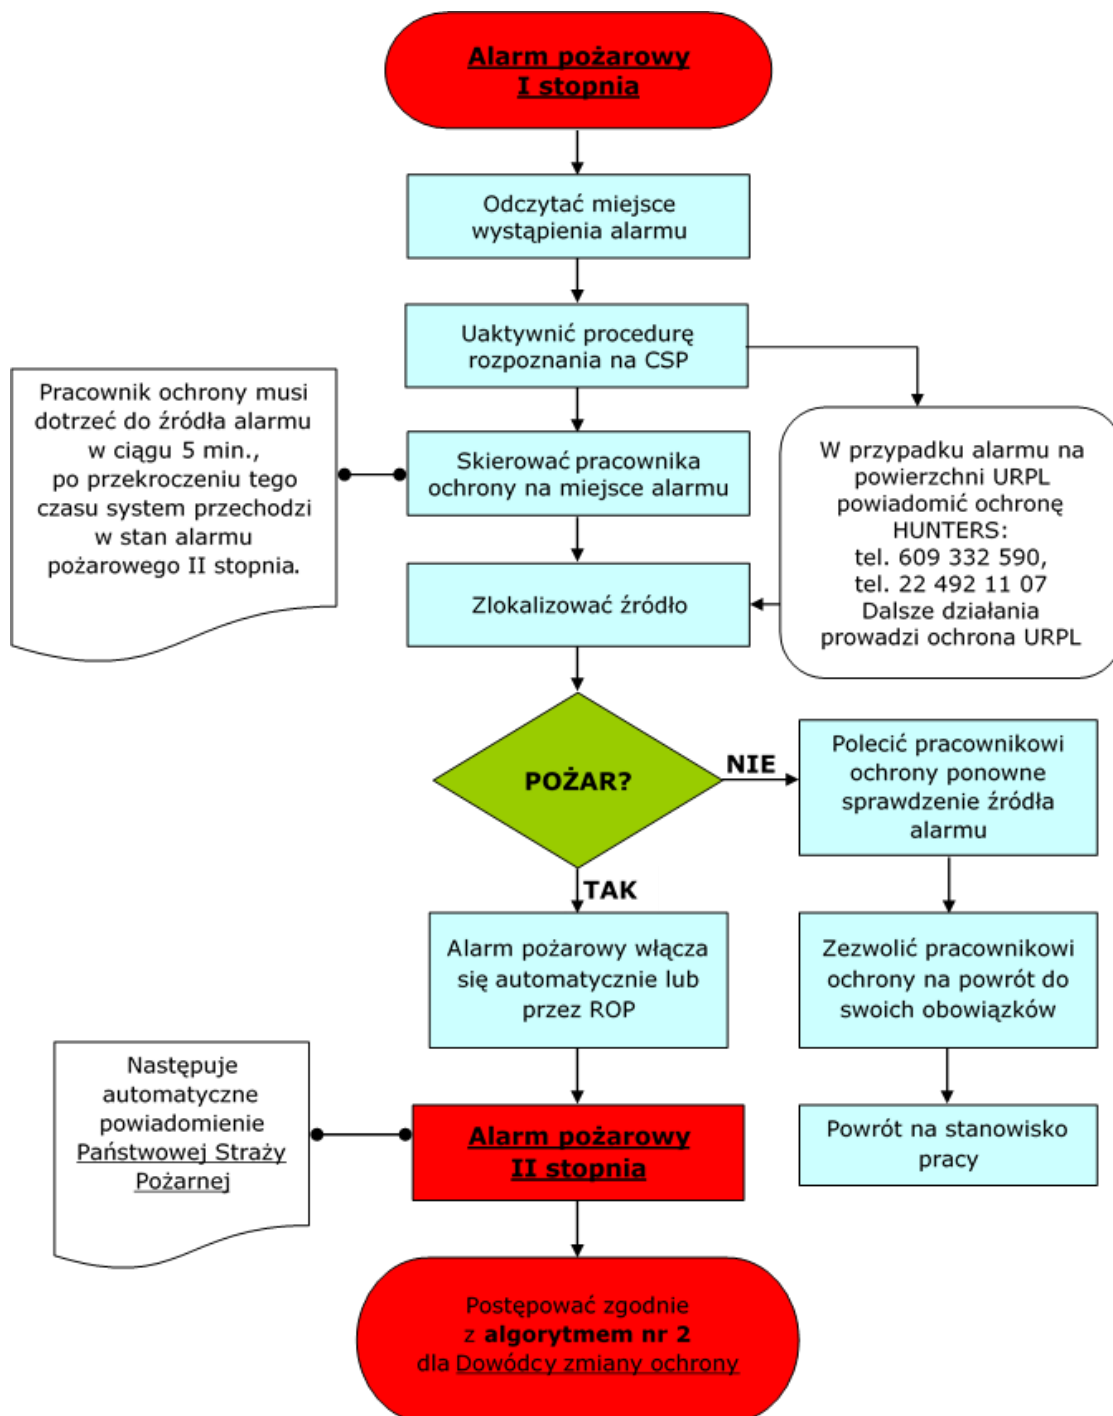 Alarm pożarowy
I stopnia
Odczytać miejsce
wystąpienia alarmu
Uaktywnić procedurę
rozpoznania na CSP
Pracownik ochrony musi
dotrzeć do źródła alarmu
w ciągu 5 min.,
po przekroczeniu tego
czasu system przechodzi
w stan alarmu
pożarowego II stopnia.
Skierować pracownika
ochrony na miejsce alarmu
W przypadku alarmu na
powierzchni URPL
powiadomić ochronę
HUNTERS:
tel. 609 332 590,
tel. 22 492 11 07
Dalsze działania
prowadzi ochrona URPL
Zlokalizować źródło
POŻAR?
NIE
Polecić pracownikowi
ochrony ponowne
sprawdzenie źródła
alarmu
TAK
Alarm pożarowy włącza
się automatycznie lub
przez ROP
Zezwolić pracownikowi
ochrony na powrót do
swoich obowiązków
Następuje
automatyczne
powiadomienie
Państwowej Straży
Pożarnej
Alarm pożarowy
II stopnia
Powrót na stanowisko
pracy
Postępować zgodnie
z algorytmem nr 2
dla Dowódcy zmiany ochrony